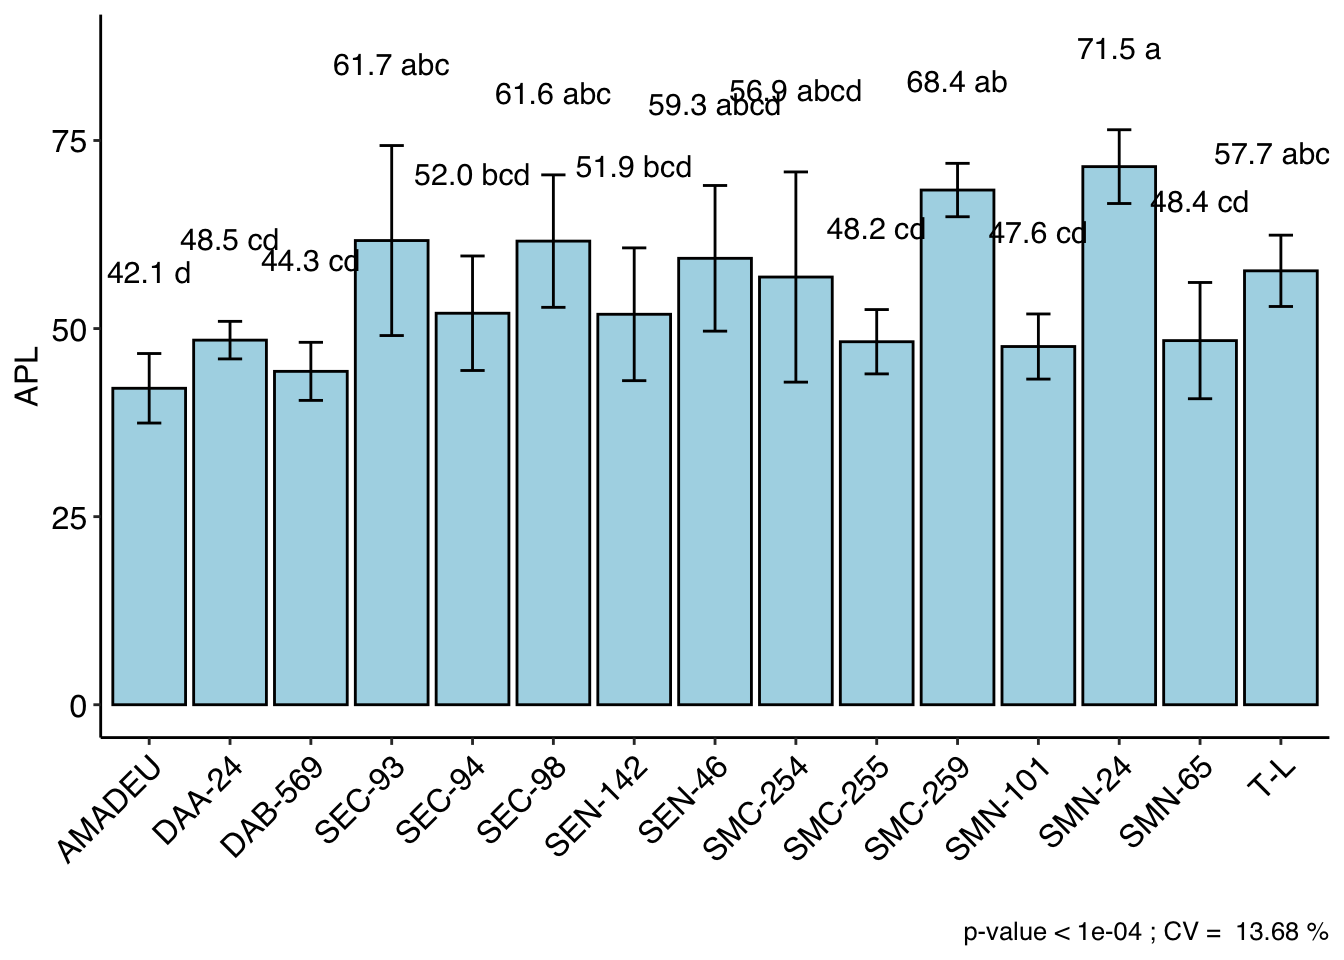 71.5 a
61.7 abc
68.4 ab
56.9 abcd
61.6 abc
59.3 abcd
57.7 abc
51.9 bcd
52.0 bcd
48.4 cd
48.2 cd
47.6 cd
48.5 cd
44.3 cd
42.1 d
75
50
25
0
APL
AMADEU
DAA-24
DAB-569
SEC-93
SEC-94
SEC-98
SEN-142
SEN-46
SMC-254
SMC-255
SMC-259
SMN-101
SMN-24
SMN-65
T-L
p-value < 1e-04 ; CV =  13.68 %